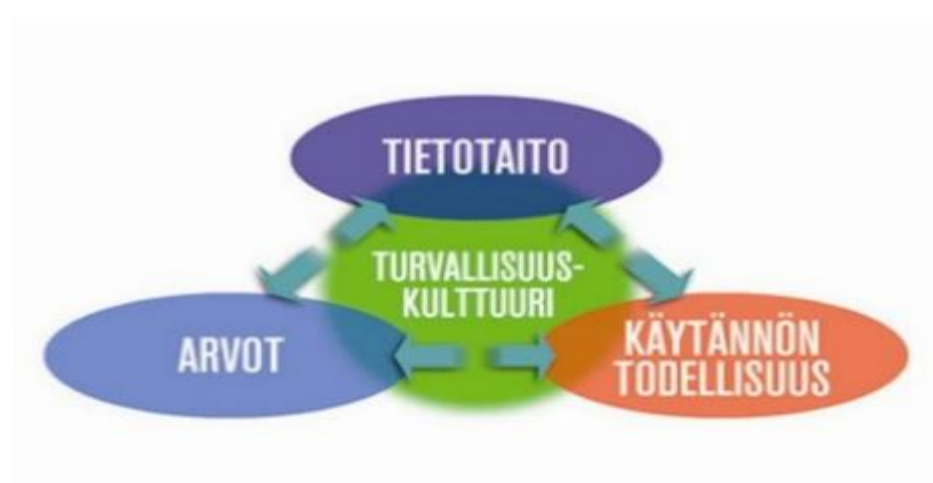 TIETOTAITO
TURVALLISUUS-
KULTTUURI
ARVOT
KÄYTÄNNÖN
TODELLISUUS